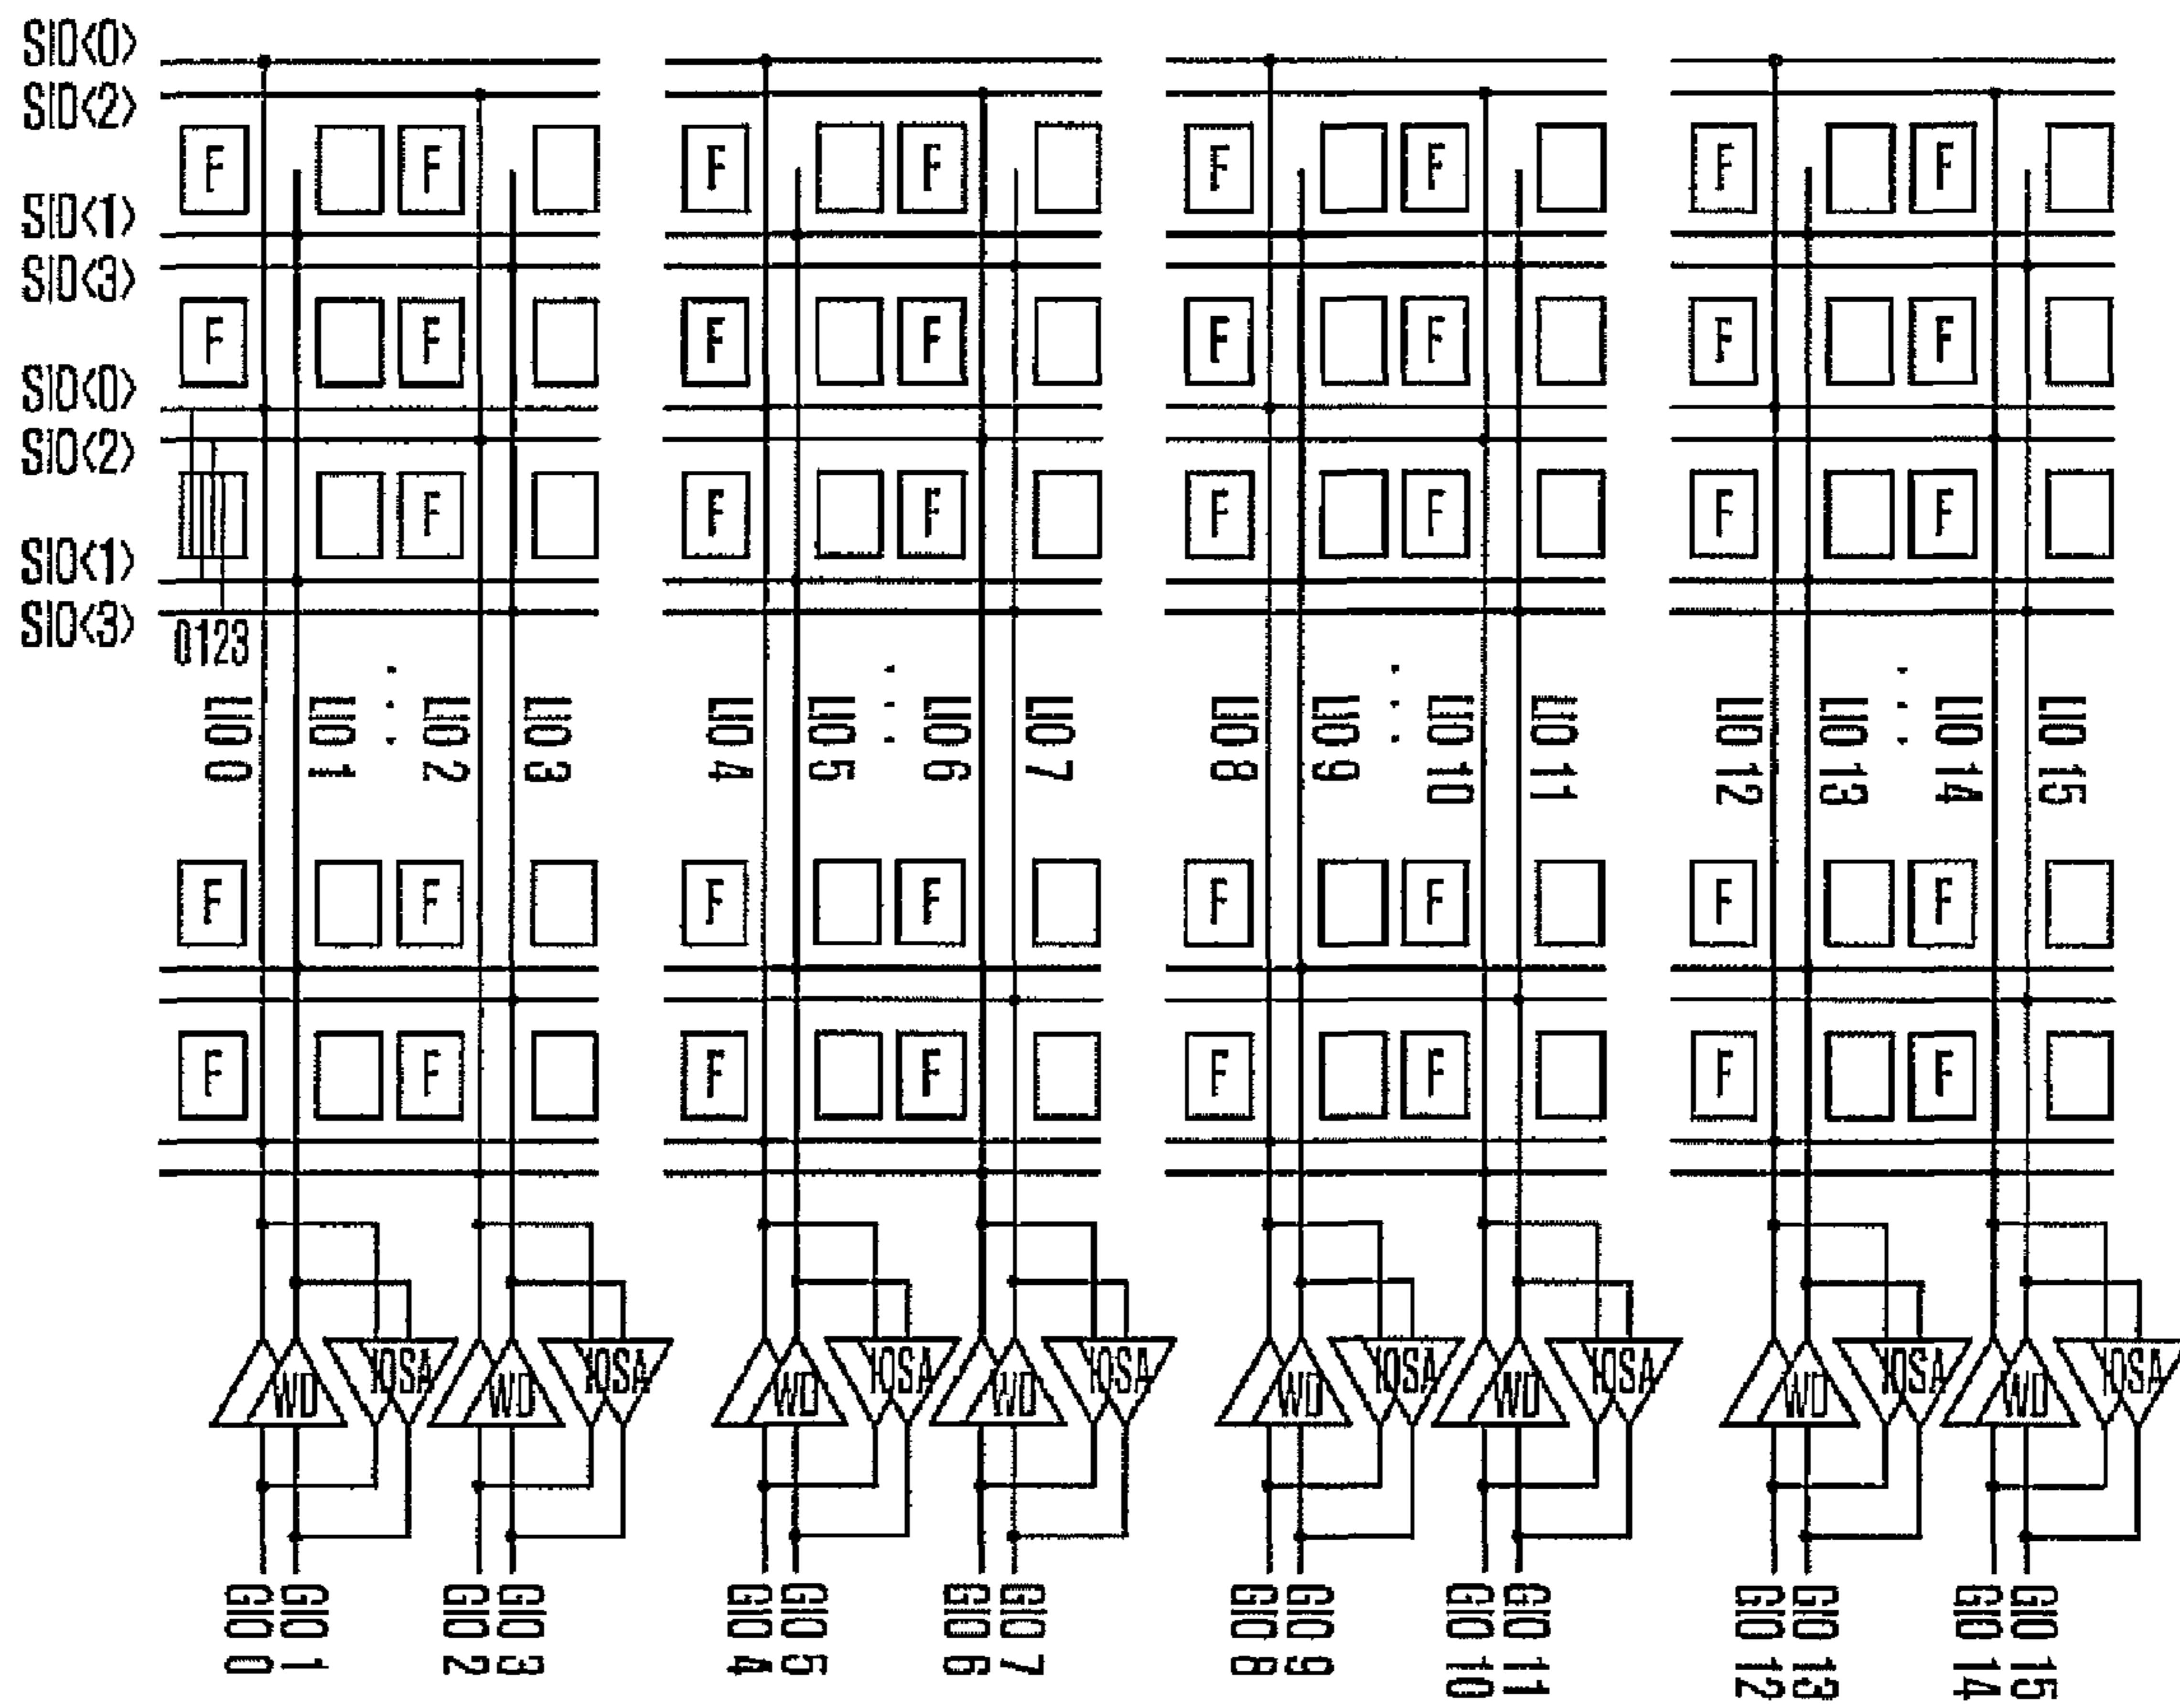 SIO<0>
SIO<2>
F F F F F F F F
SIO<1>
SIO<3>
F F F F F F F F
SIO<0>
SIO<2>
F F F F F F F
SIO<1>
SIO<3>
0123
LIO 0 LIO 1 LIO 2 LIO 3 LIO 4 LIO 5 LIO 6 LIO 7 LIO 8 LIO 9 LIO 10 LIO 11 LIO 12 LIO 13 LIO 14 LIO 15
F F F F F F F F
F F F F F F F F
WD IOSA WD IOSA WD IOSA WD IOSA WD IOSA WD IOSA WD IOSA WD IOSA
GIO 0 GIO 1 GIO 2 GIO 3 GIO 4 GIO 5 GIO 6 GIO 7 GIO 8 GIO 9 GIO 10 GIO 11 GIO 12 GIO 13 GIO 14 GIO 15